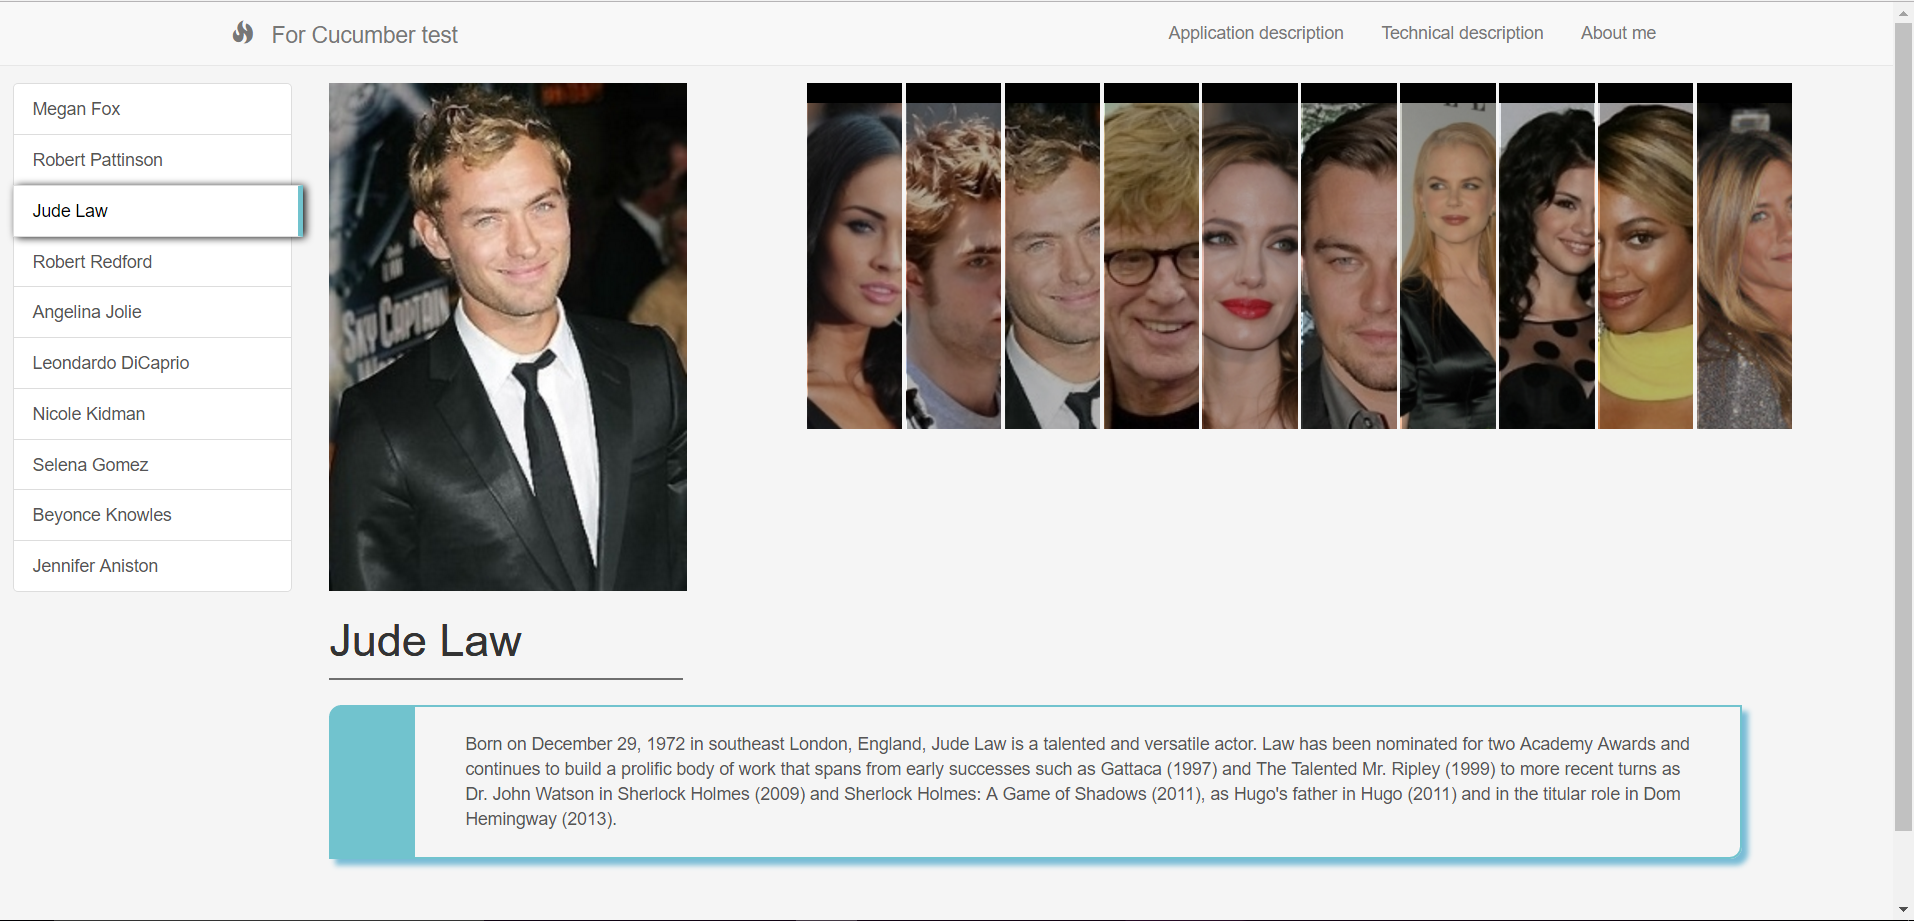 For Cucumber test
Application description
Technical description
About me
Megan Fox
Robert Pattinson
Jude Law
Robert Redford
Angelina Jolie
Leondardo DiCaprio
Nicole Kidman
Selena Gomez
Beyonce Knowles
Jennifer Aniston
SKY CAPTAIN
Jude Law
Born on December 29, 1972 in southeast London, England, Jude Law is a talented and versatile actor. Law has been nominated for two Academy Awards and
continues to build a prolific body of work that spans from early successes such as Gattaca (1997) and The Talented Mr. Ripley (1999) to more recent turns as
Dr. John Watson in Sherlock Holmes (2009) and Sherlock Holmes: A Game of Shadows (2011), as Hugo's father in Hugo (2011) and in the titular role in Dom
Hemingway (2013).